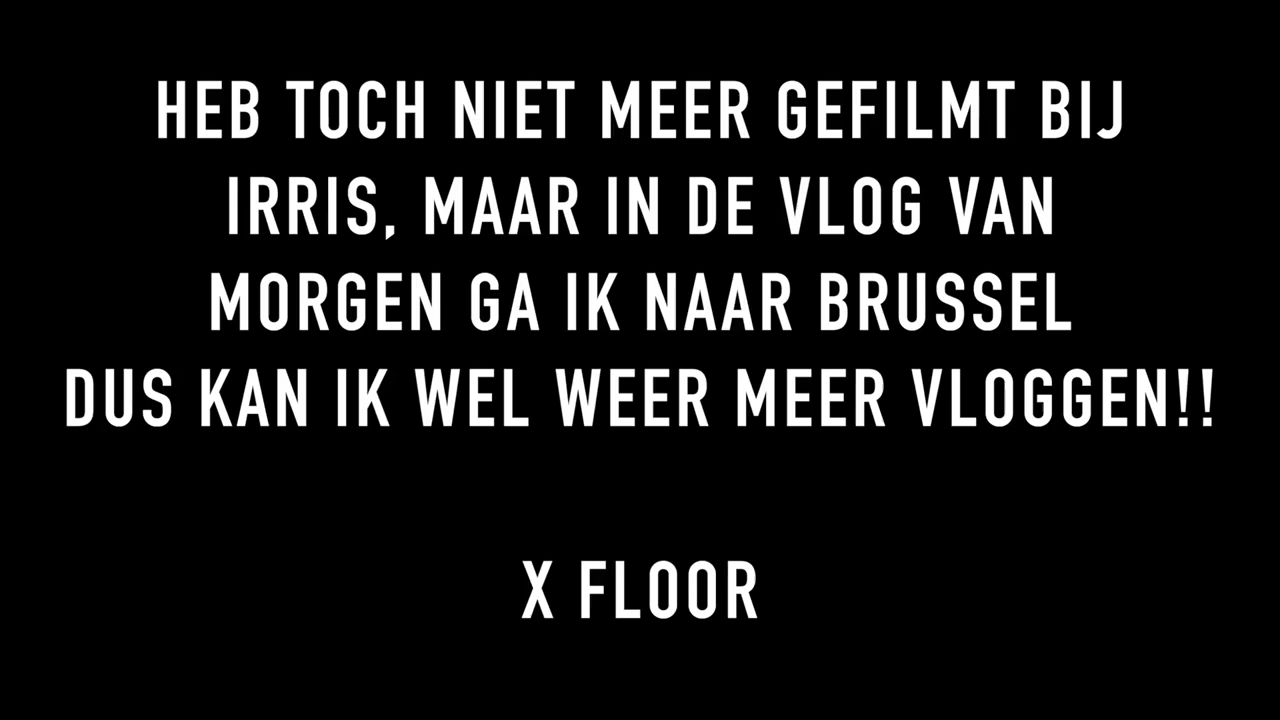 HEB TOCH NIET MEER GEFILMT BIJ
IRRIS, MAAR IN DE VLOG VAN
MORGEN GA IK NAAR BRUSSEL
DUS KAN IK WEL WEER MEER VLOGGEN!!
X FLOOR